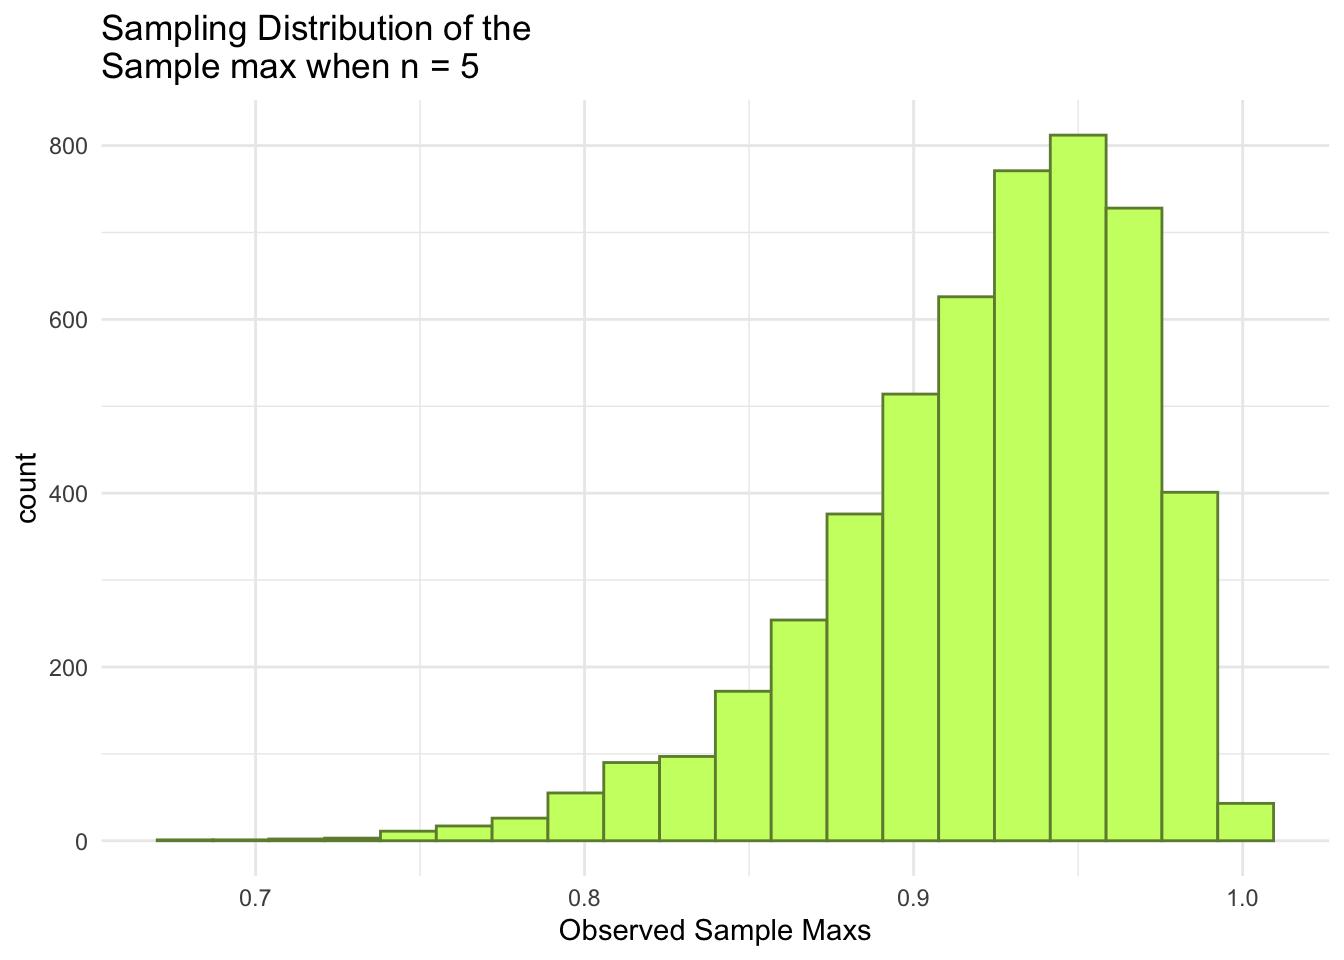 Sampling Distribution of the
Sample max when n = 5
800
600
400
200
0
count
0.7
0.8
0.9
1.0
Observed Sample Maxs